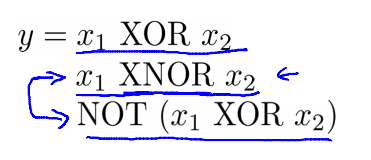 y = x₁ XOR x₂
x₁ XNOR x₂
NOT (x₁ XOR x₂)